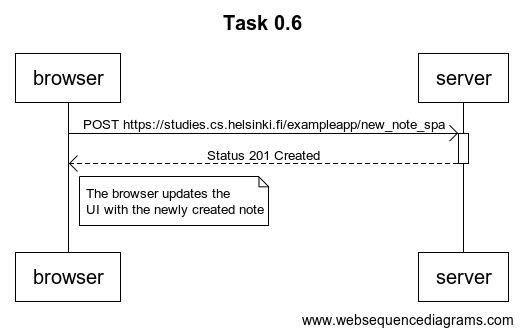 Task 0.6
browser
server
POST https://studies.cs.helsinki.fi/exampleapp/new_note_spa
Status 201 Created
The browser updates the
UI with the newly created note
browser
server
www.websequencediagrams.com